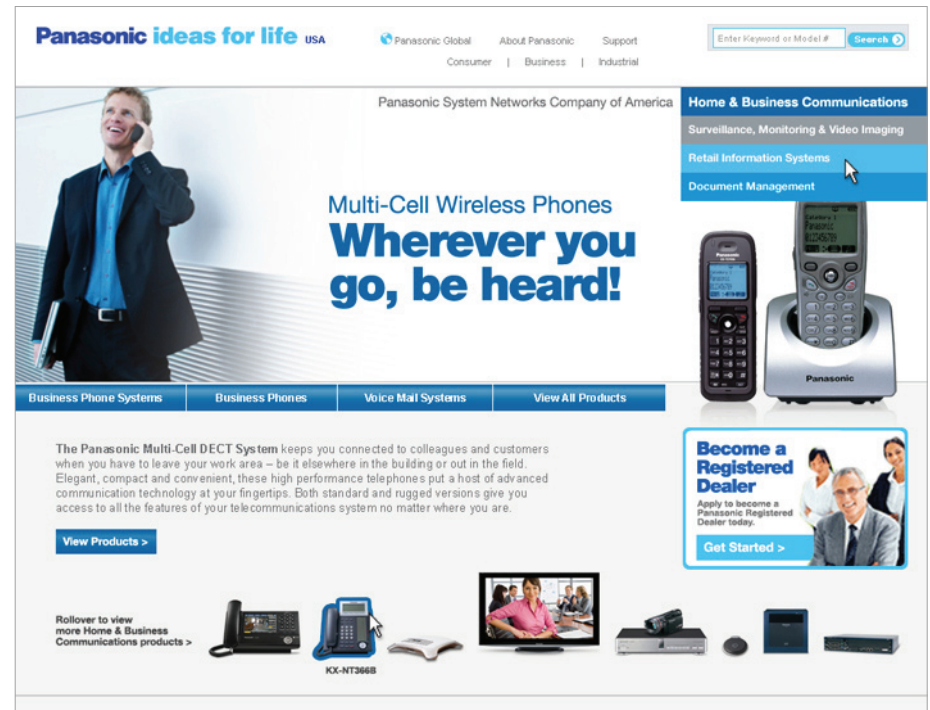 Panasonic ideas for life USA
Panasonic Global About Panasonic Support
Consumer | Business | Industrial
Enter Keyword or Model # Search
Panasonic System Networks Company of America
Home & Business Communications
Surveillance, Monitoring & Video Imaging
Retail Information Systems
Document Management
Multi-Cell Wireless Phones
Wherever you
go, be heard!
Panasonic
Panasonic
0123456789
Panasonic
Business Phone Systems Business Phones Voice Mail Systems View All Products
The Panasonic Multi-Cell DECT System keeps you connected to colleagues and customers
when you have to leave your work area – be it elsewhere in the building or out in the field.
Elegant, compact and convenient, these high performance telephones put a host of advanced
communication technology at your fingertips. Both standard and rugged versions give you
access to all the features of your telecommunications system no matter where you are.
View Products >
Become a
Registered
Dealer
Apply to become a
Panasonic Registered
Dealer today.
Get Started >
Rollover to view
more Home & Business
Communications products >
KX-NT366B